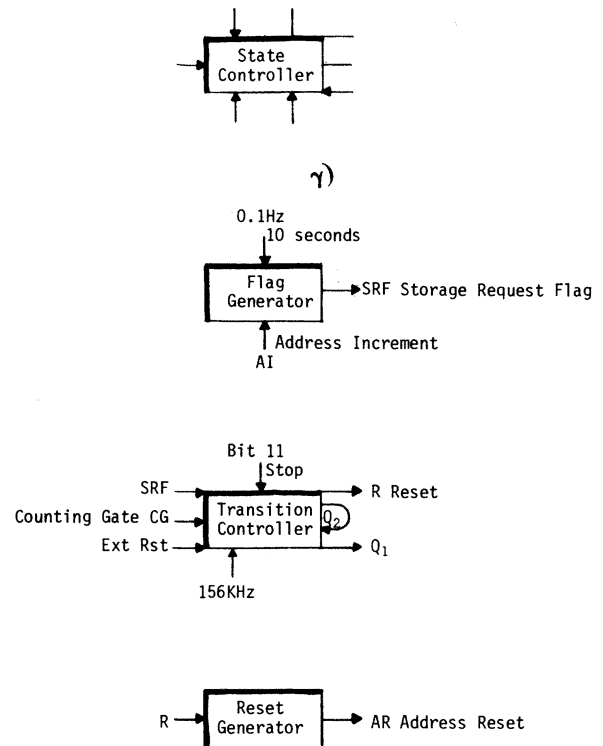 State
Controller
γ)
0.1Hz
10 seconds
Flag
Generator
SRF Storage Request Flag
Address Increment
AI
Bit 11
Stop
SRF
R Reset
Transition
Controller
Q2
Counting Gate CG
Ext Rst
Q1
156KHz
Reset
Generator
R
AR Address Reset